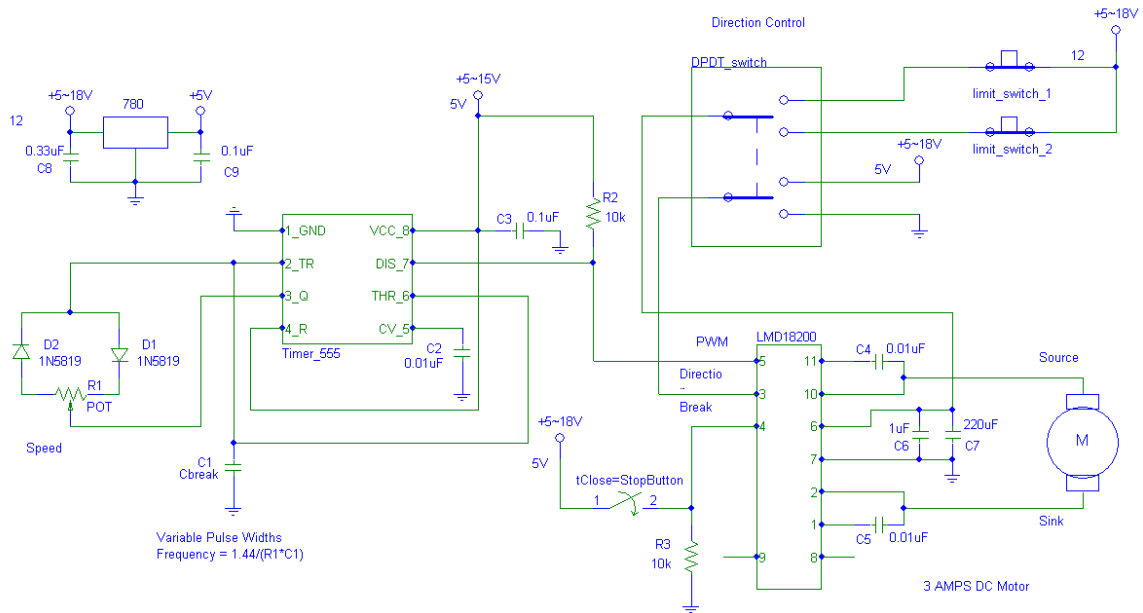 Direction Control
+5~18V
12
DPDT_switch
limit_switch_1
limit_switch_2
+5~18V
5V
+5~18V
780
+5V
12
0.33uF
C8
0.1uF
C9
+5~15V
5V
R2
10k
C3
0.1uF
1_GND
VCC_8
2_TR
DIS_7
3_Q
THR_6
4_R
CV_5
Timer_555
C2
0.01uF
D2
1N5819
D1
1N5819
R1
POT
Speed
C1
Cbreak
Variable Pulse Widths
Frequency = 1.44/(R1*C1)
PWM
LMD18200
Directio
-
Break
5
11
3
10
4
6
7
2
1
9
8
C4
0.01uF
Source
1uF
C6
220uF
C7
M
C5
0.01uF
Sink
+5~18V
5V
tClose=StopButton
1
2
R3
10k
3 AMPS DC Motor